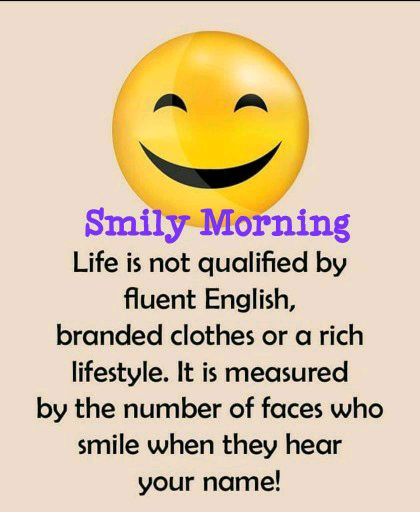 Smily Morning
Life is not qualified by
fluent English,
branded clothes or a rich
lifestyle. It is measured
by the number of faces who
smile when they hear
your name!